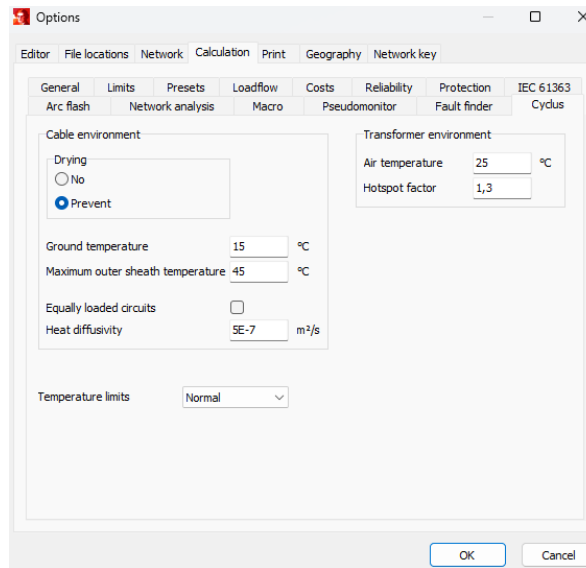 Options
Editor File locations Network Calculation Print Geography Network key
General Limits Presets Loadflow Costs Reliability Protection IEC 61363
Arc flash Network analysis Macro Pseudomonitor Fault finder Cyclus
Cable environment
Drying
No
Prevent
Ground temperature 15 ºC
Maximum outer sheath temperature 45 ºC
Equally loaded circuits
Heat diffusivity 5E-7 m²/s
Transformer environment
Air temperature 25 ºC
Hotspot factor 1,3
Temperature limits Normal
OK Cancel